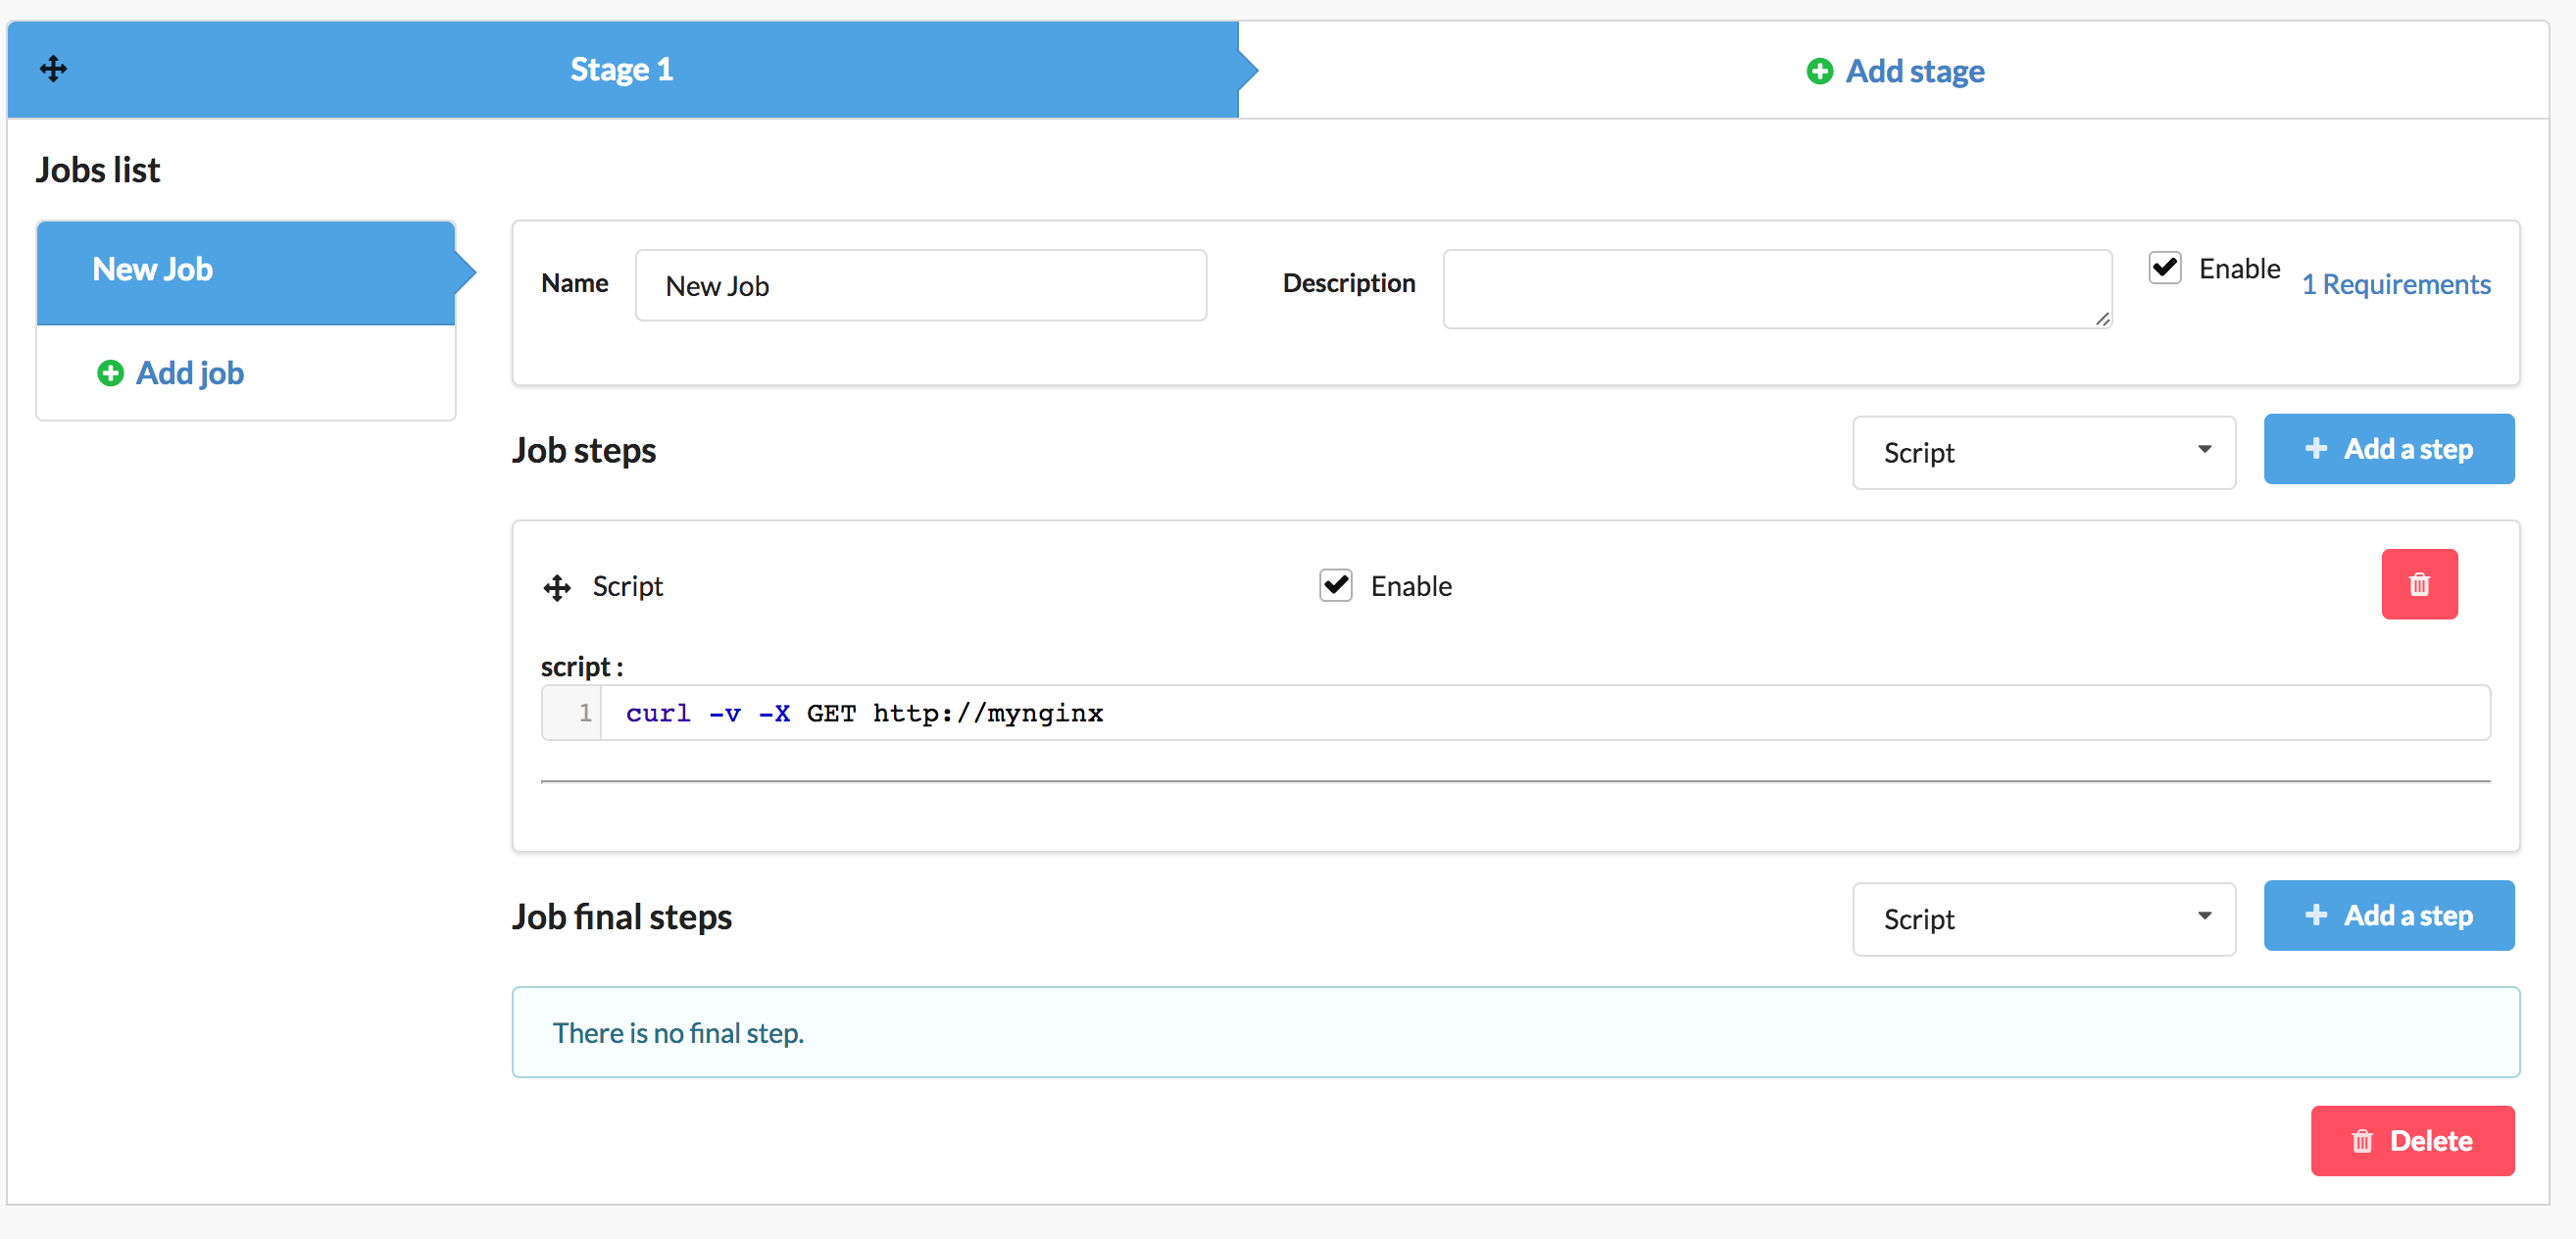 Stage 1
Add stage
Jobs list
New Job
Add job
Name New Job Description Enable 1 Requirements
Job steps Script Add a step
Script Enable
script :
1 curl -v -X GET http://mynginx
Job final steps Script Add a step
There is no final step.
Delete